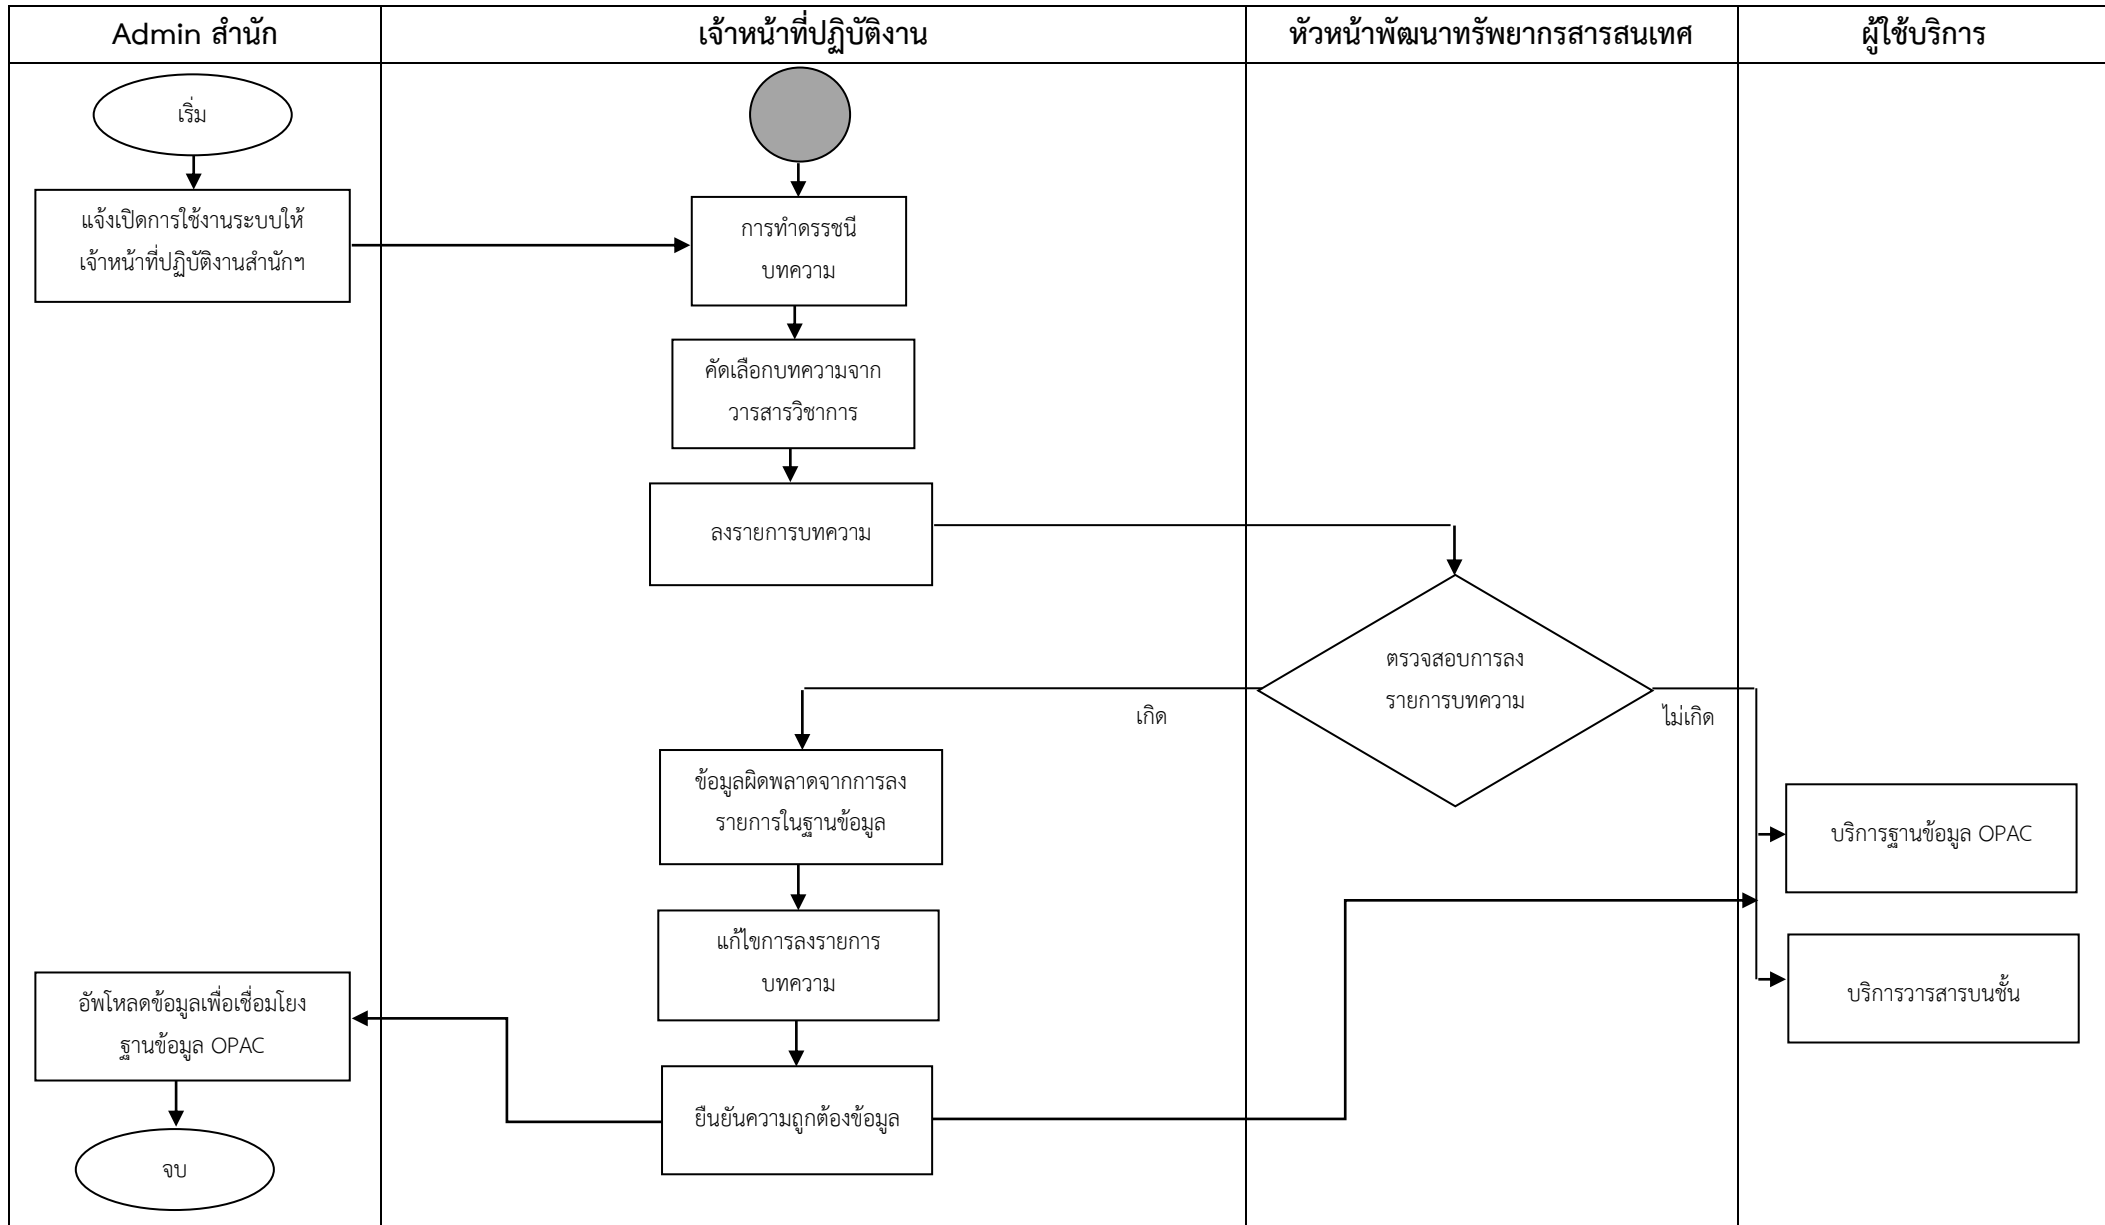 Admin สำนัก
เจ้าหน้าที่ปฏิบัติงาน
หัวหน้าพัฒนาทรัพยากรสารสนเทศ
ผู้ใช้บริการ
เริ่ม
แจ้งเปิดการใช้งานระบบให้
เจ้าหน้าที่ปฏิบัติงานสำนักฯ
การทำดรรชนี
บทความ
คัดเลือกบทความจาก
วารสารวิชาการ
ลงรายการบทความ
ตรวจสอบการลง
รายการบทความ
เกิด
ไม่เกิด
ข้อมูลผิดพลาดจากการลง
รายการในฐานข้อมูล
บริการฐานข้อมูล OPAC
แก้ไขการลงรายการ
บทความ
บริการวารสารบนชั้น
อัพโหลดข้อมูลเพื่อเชื่อมโยง
ฐานข้อมูล OPAC
ยืนยันความถูกต้องข้อมูล
จบ